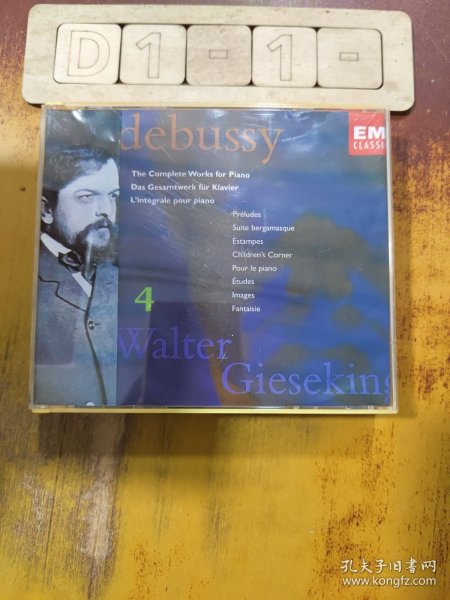 D1-1-
debussy
EM
CLASSIC
The Complete Works for Piano
Das Gesamtwerk für Klavier
L'intégrale pour piano
Préludes
Suite bergamasque
Estampes
Children's Corner
Pour le piano
Études
Images
Fantaisie
4
Walter
Gieseking
孔夫子旧书网
www.kongfz.com